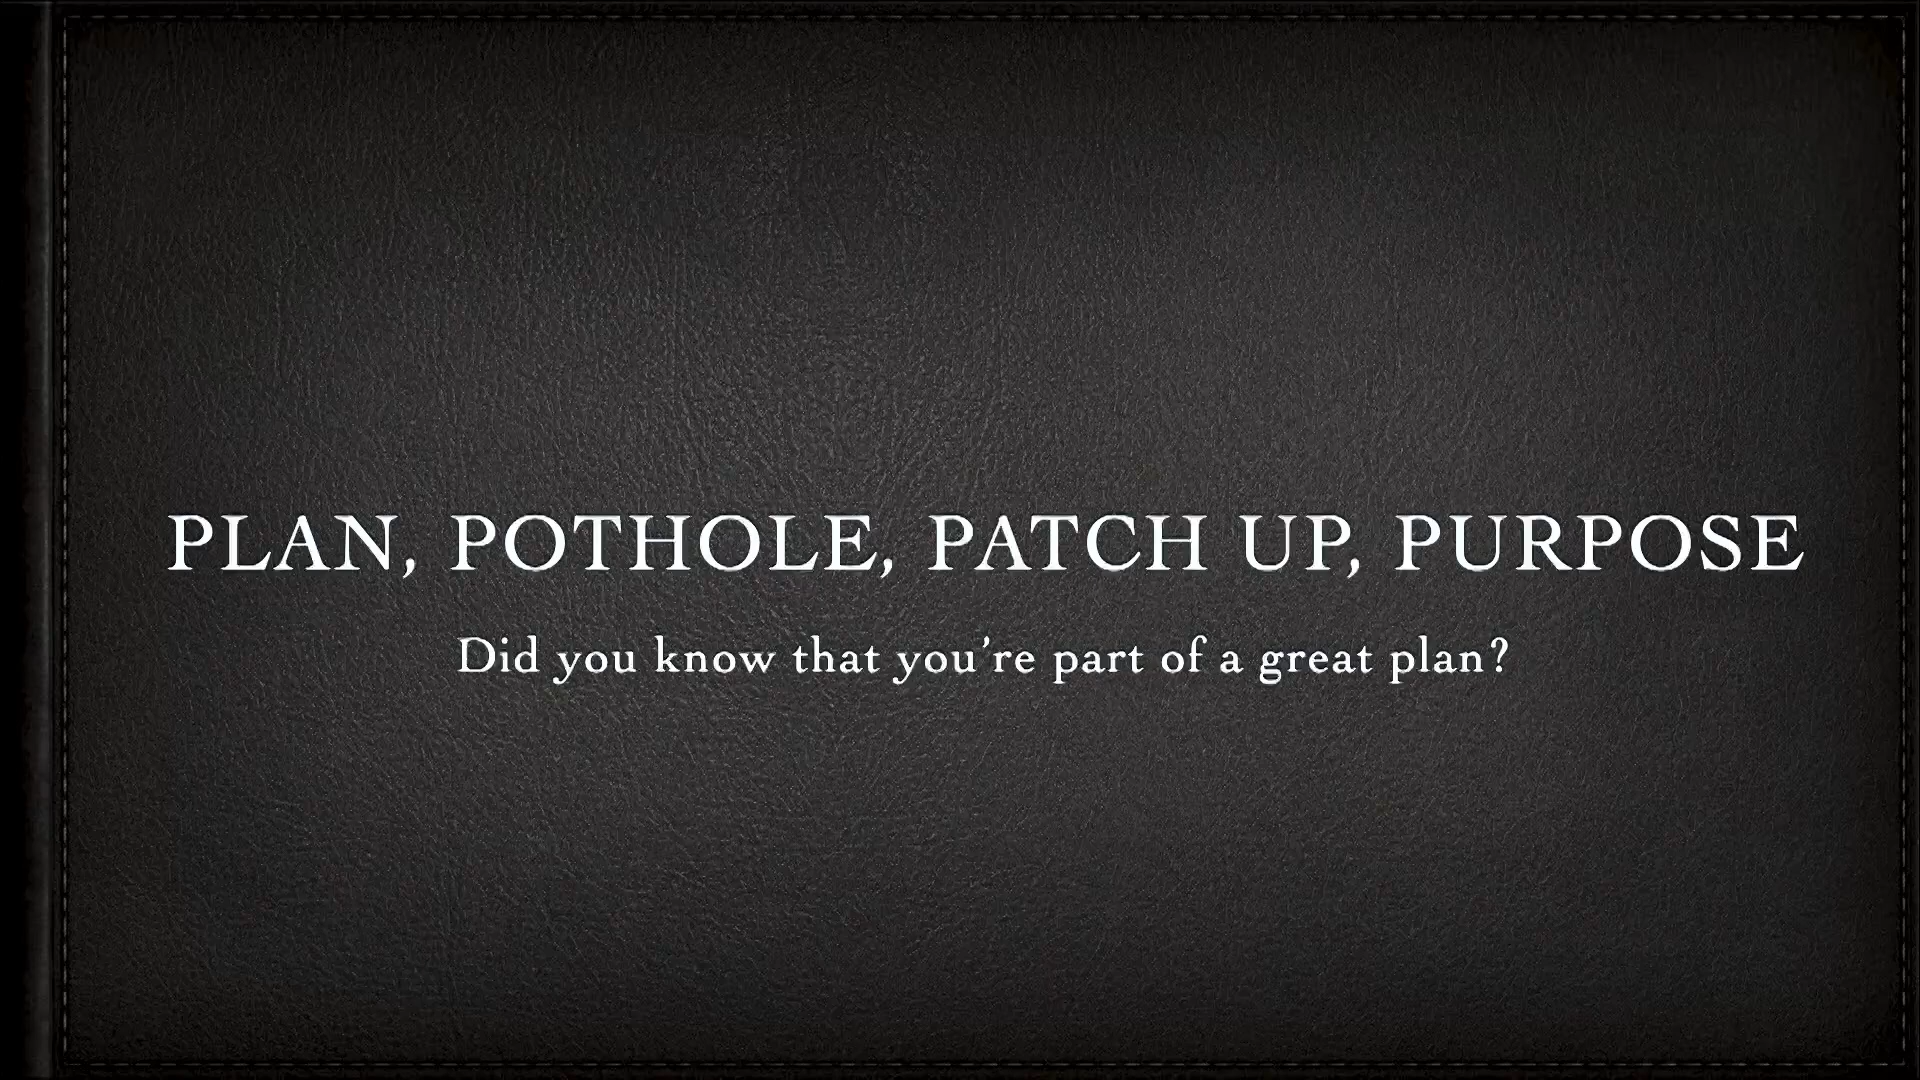 PLAN, POTHOLE, PATCH UP, PURPOSE
Did you know that you’re part of a great plan?